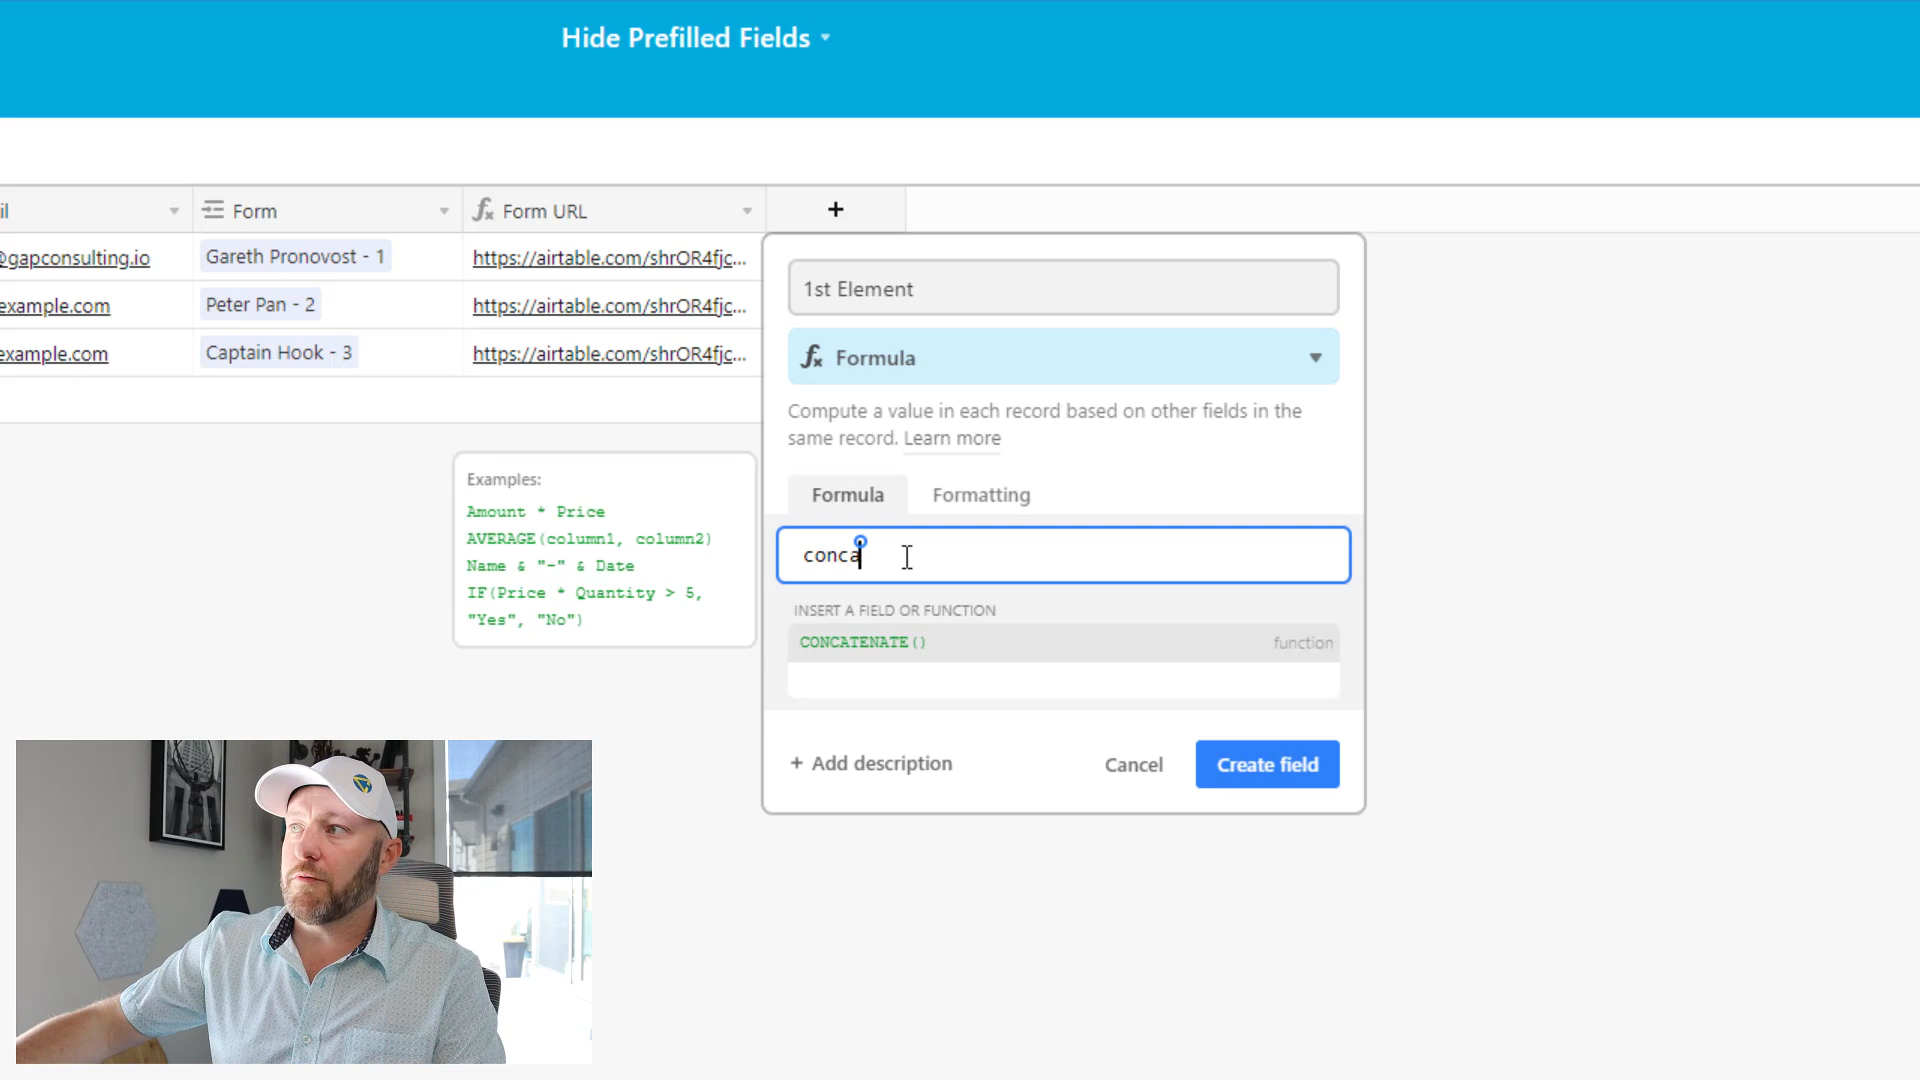 Hide Prefilled Fields
il
Form
Form URL
@gapconsulting.io
Gareth Pronovost - 1
https://airtable.com/shrOR4fjc...
example.com
Peter Pan - 2
https://airtable.com/shrOR4fjc...
example.com
Captain Hook - 3
https://airtable.com/shrOR4fjc...
1st Element
Formula
Compute a value in each record based on other fields in the
same record. Learn more
Formula
Formatting
conca
INSERT A FIELD OR FUNCTION
CONCATENATE()
function
+ Add description
Cancel
Create field
Examples:
Amount * Price
AVERAGE(column1, column2)
Name & "-" & Date
IF(Price * Quantity > 5,
"Yes", "No")